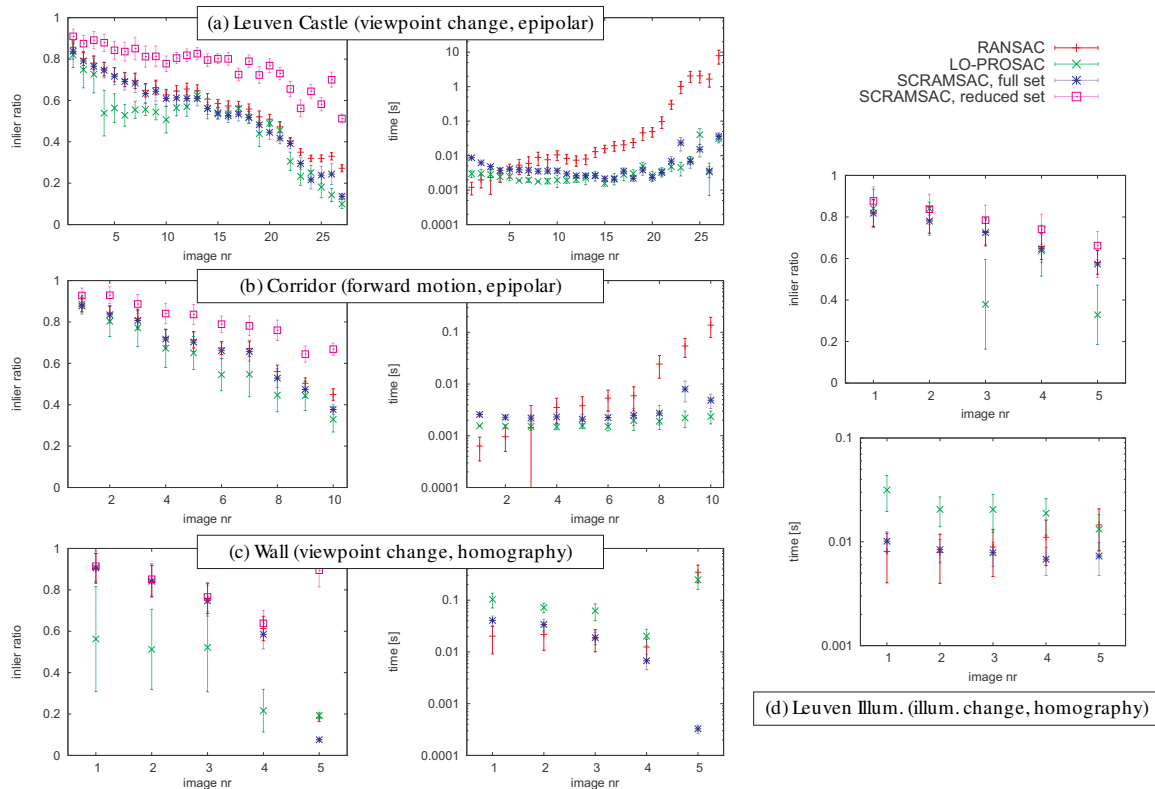 (a) Leuven Castle (viewpoint change, epipolar)
inlier ratio
1
0.8
0.6
0.4
0.2
0
5 10 15 20 25
image nr
time [s]
10
1
0.1
0.01
0.001
0.0001
5 10 15 20 25
image nr
RANSAC
LO-PROSAC
SCRAMSAC, full set
SCRAMSAC, reduced set
(b) Corridor (forward motion, epipolar)
inlier ratio
1
0.8
0.6
0.4
0.2
0
2 4 6 8 10
image nr
time [s]
0.1
0.01
0.001
0.0001
2 4 6 8 10
image nr
(c) Wall (viewpoint change, homography)
inlier ratio
1
0.8
0.6
0.4
0.2
0
1 2 3 4 5
image nr
time [s]
0.1
0.01
0.001
0.0001
1 2 3 4 5
image nr
inlier ratio
1
0.8
0.6
0.4
0.2
0
1 2 3 4 5
image nr
time [s]
0.1
0.01
0.001
1 2 3 4 5
image nr
(d) Leuven Illum. (illum. change, homography)